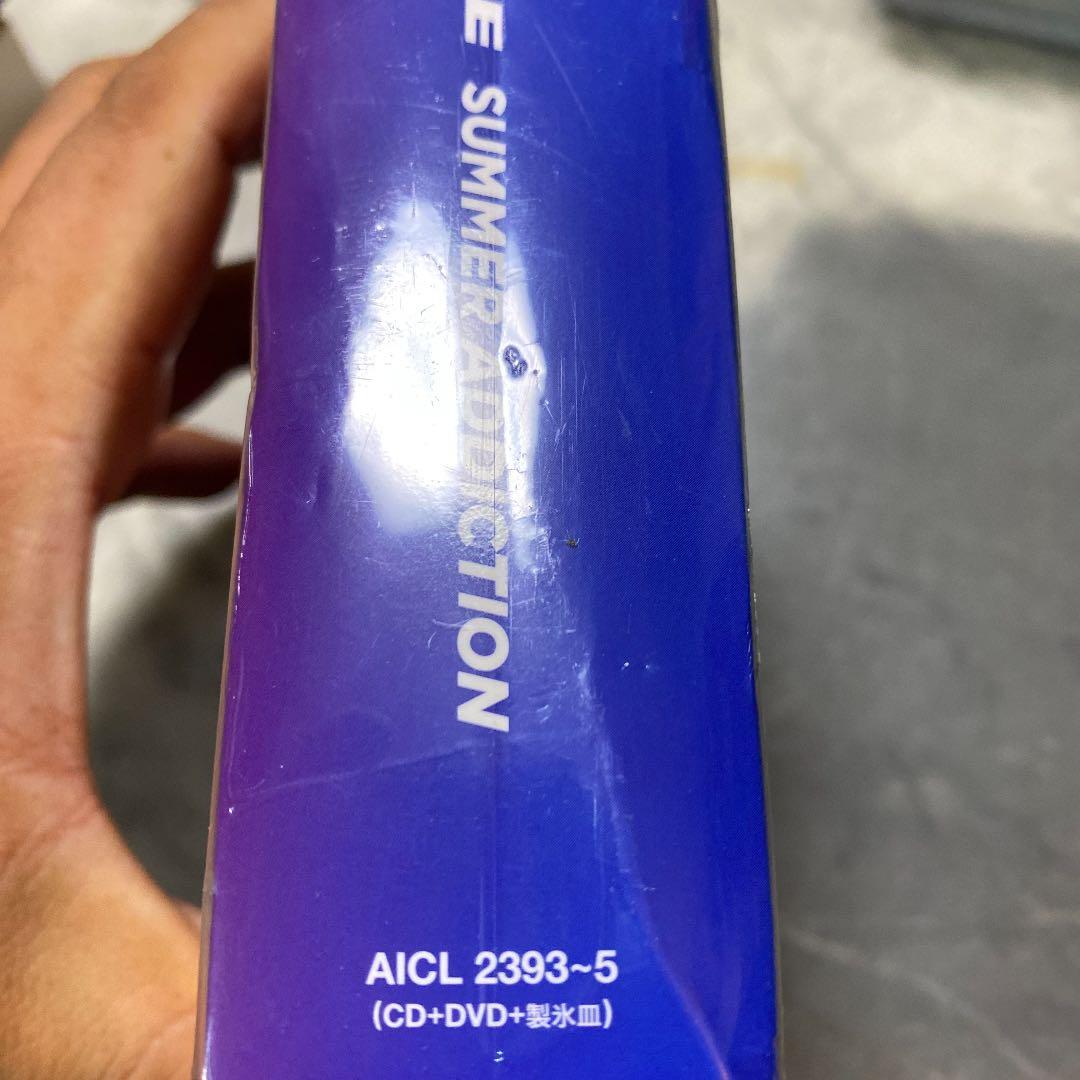 E SUMMER ADDICTION
AICL 2393~5
(CD+DVD+製氷皿)